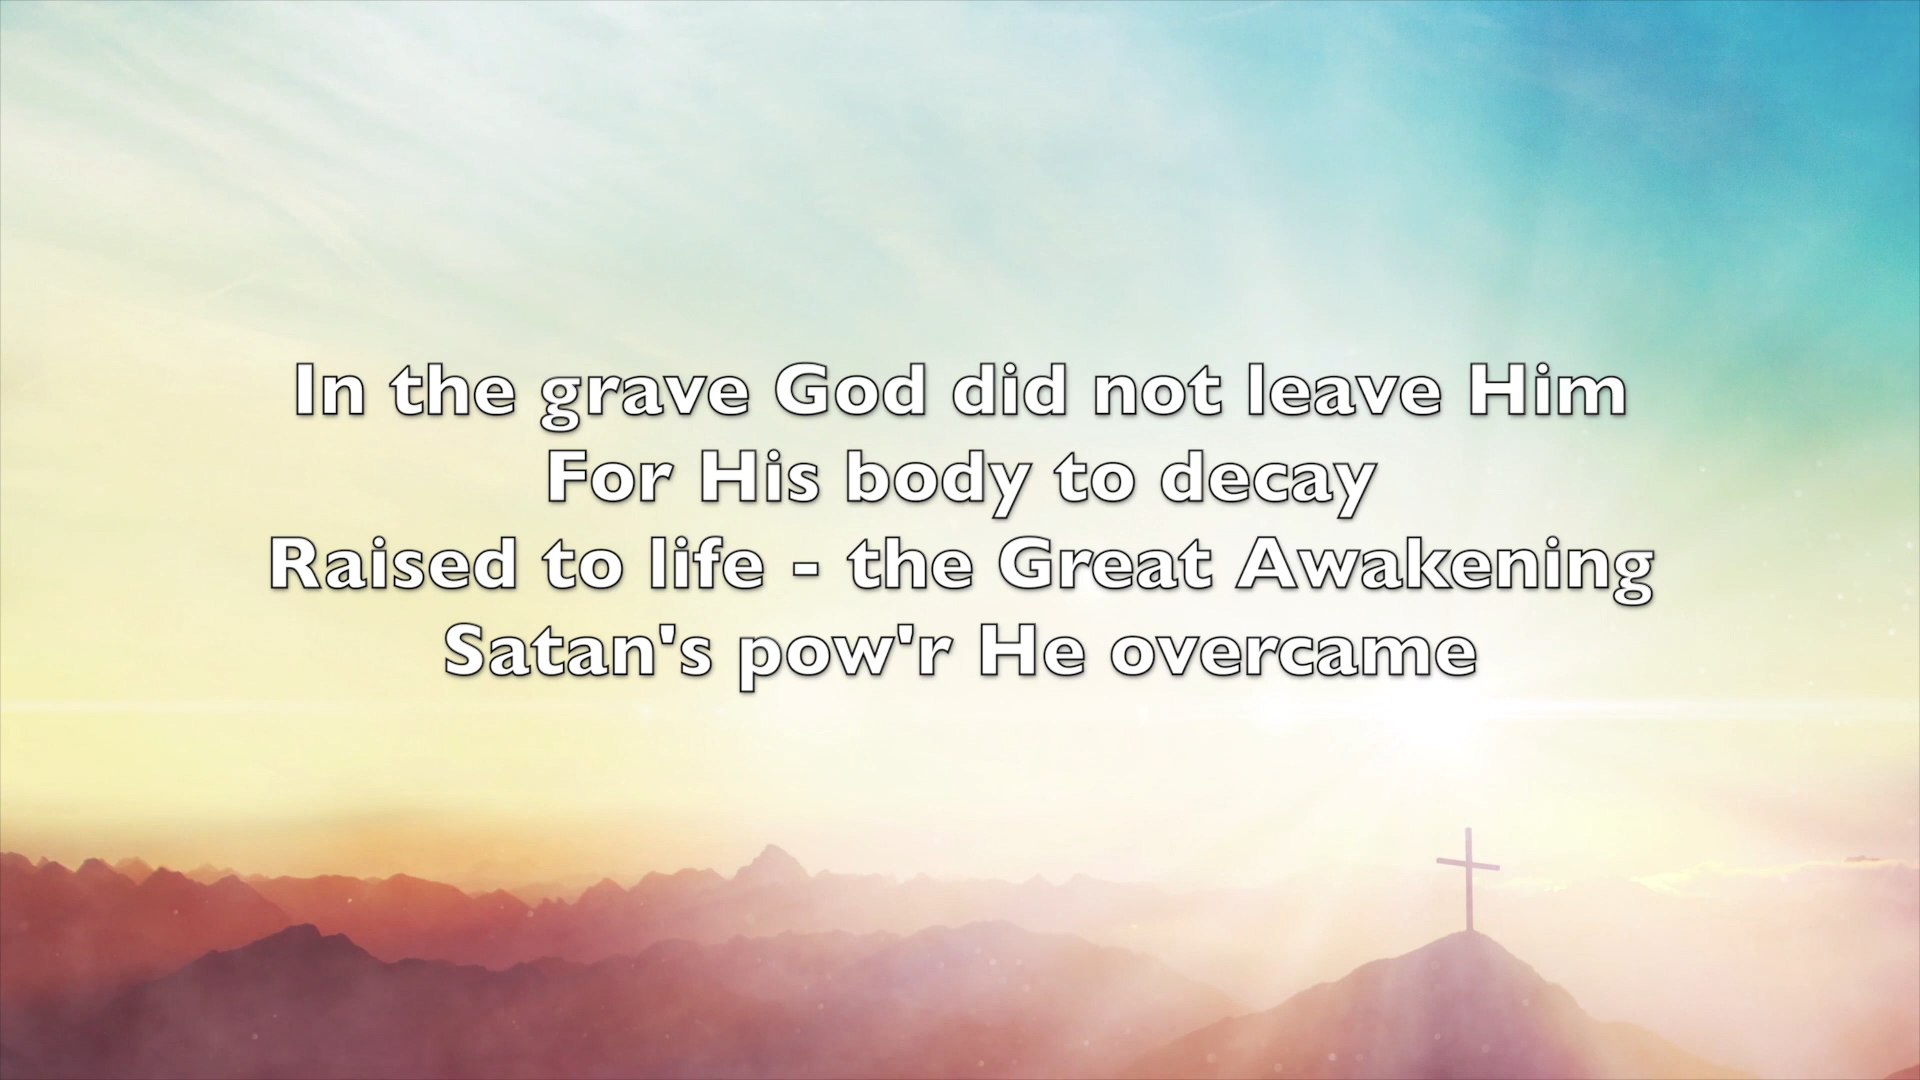 In the grave God did not leave Him
For His body to decay
Raised to life - the Great Awakening
Satan's pow'r He overcame